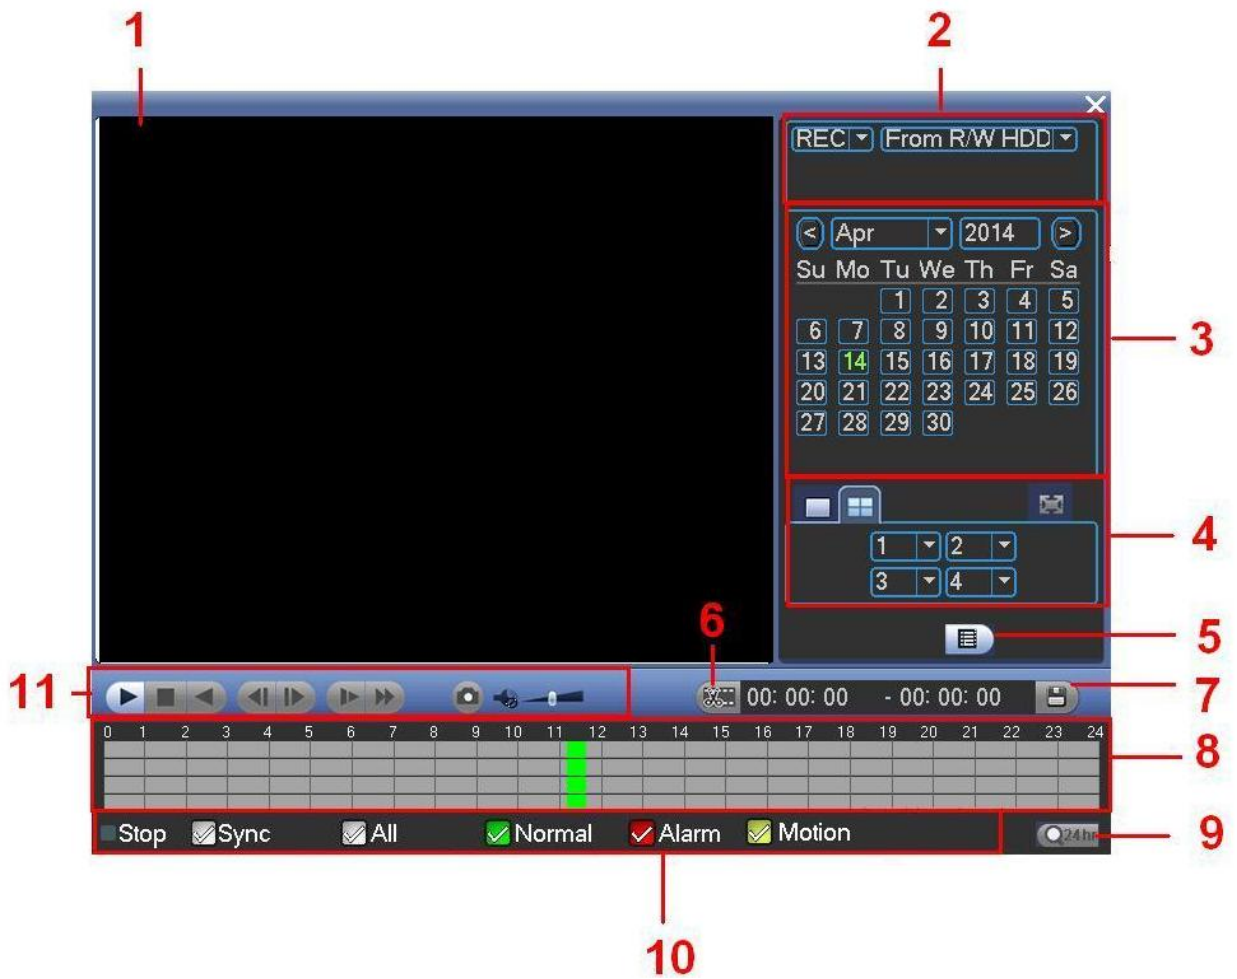 1
2
REC From R/W HDD
< Apr 2014 >
Su Mo Tu We Th Fr Sa
1 2 3 4 5
6 7 8 9 10 11 12
3
13 14 15 16 17 18 19
20 21 22 23 24 25 26
27 28 29 30
4
1 2
3 4
5
6
7
11
00: 00: 00 - 00: 00: 00
0 1 2 3 4 5 6 7 8 9 10 11 12 13 14 15 16 17 18 19 20 21 22 23 24
8
Stop Sync All Normal Alarm Motion
24hr
9
10